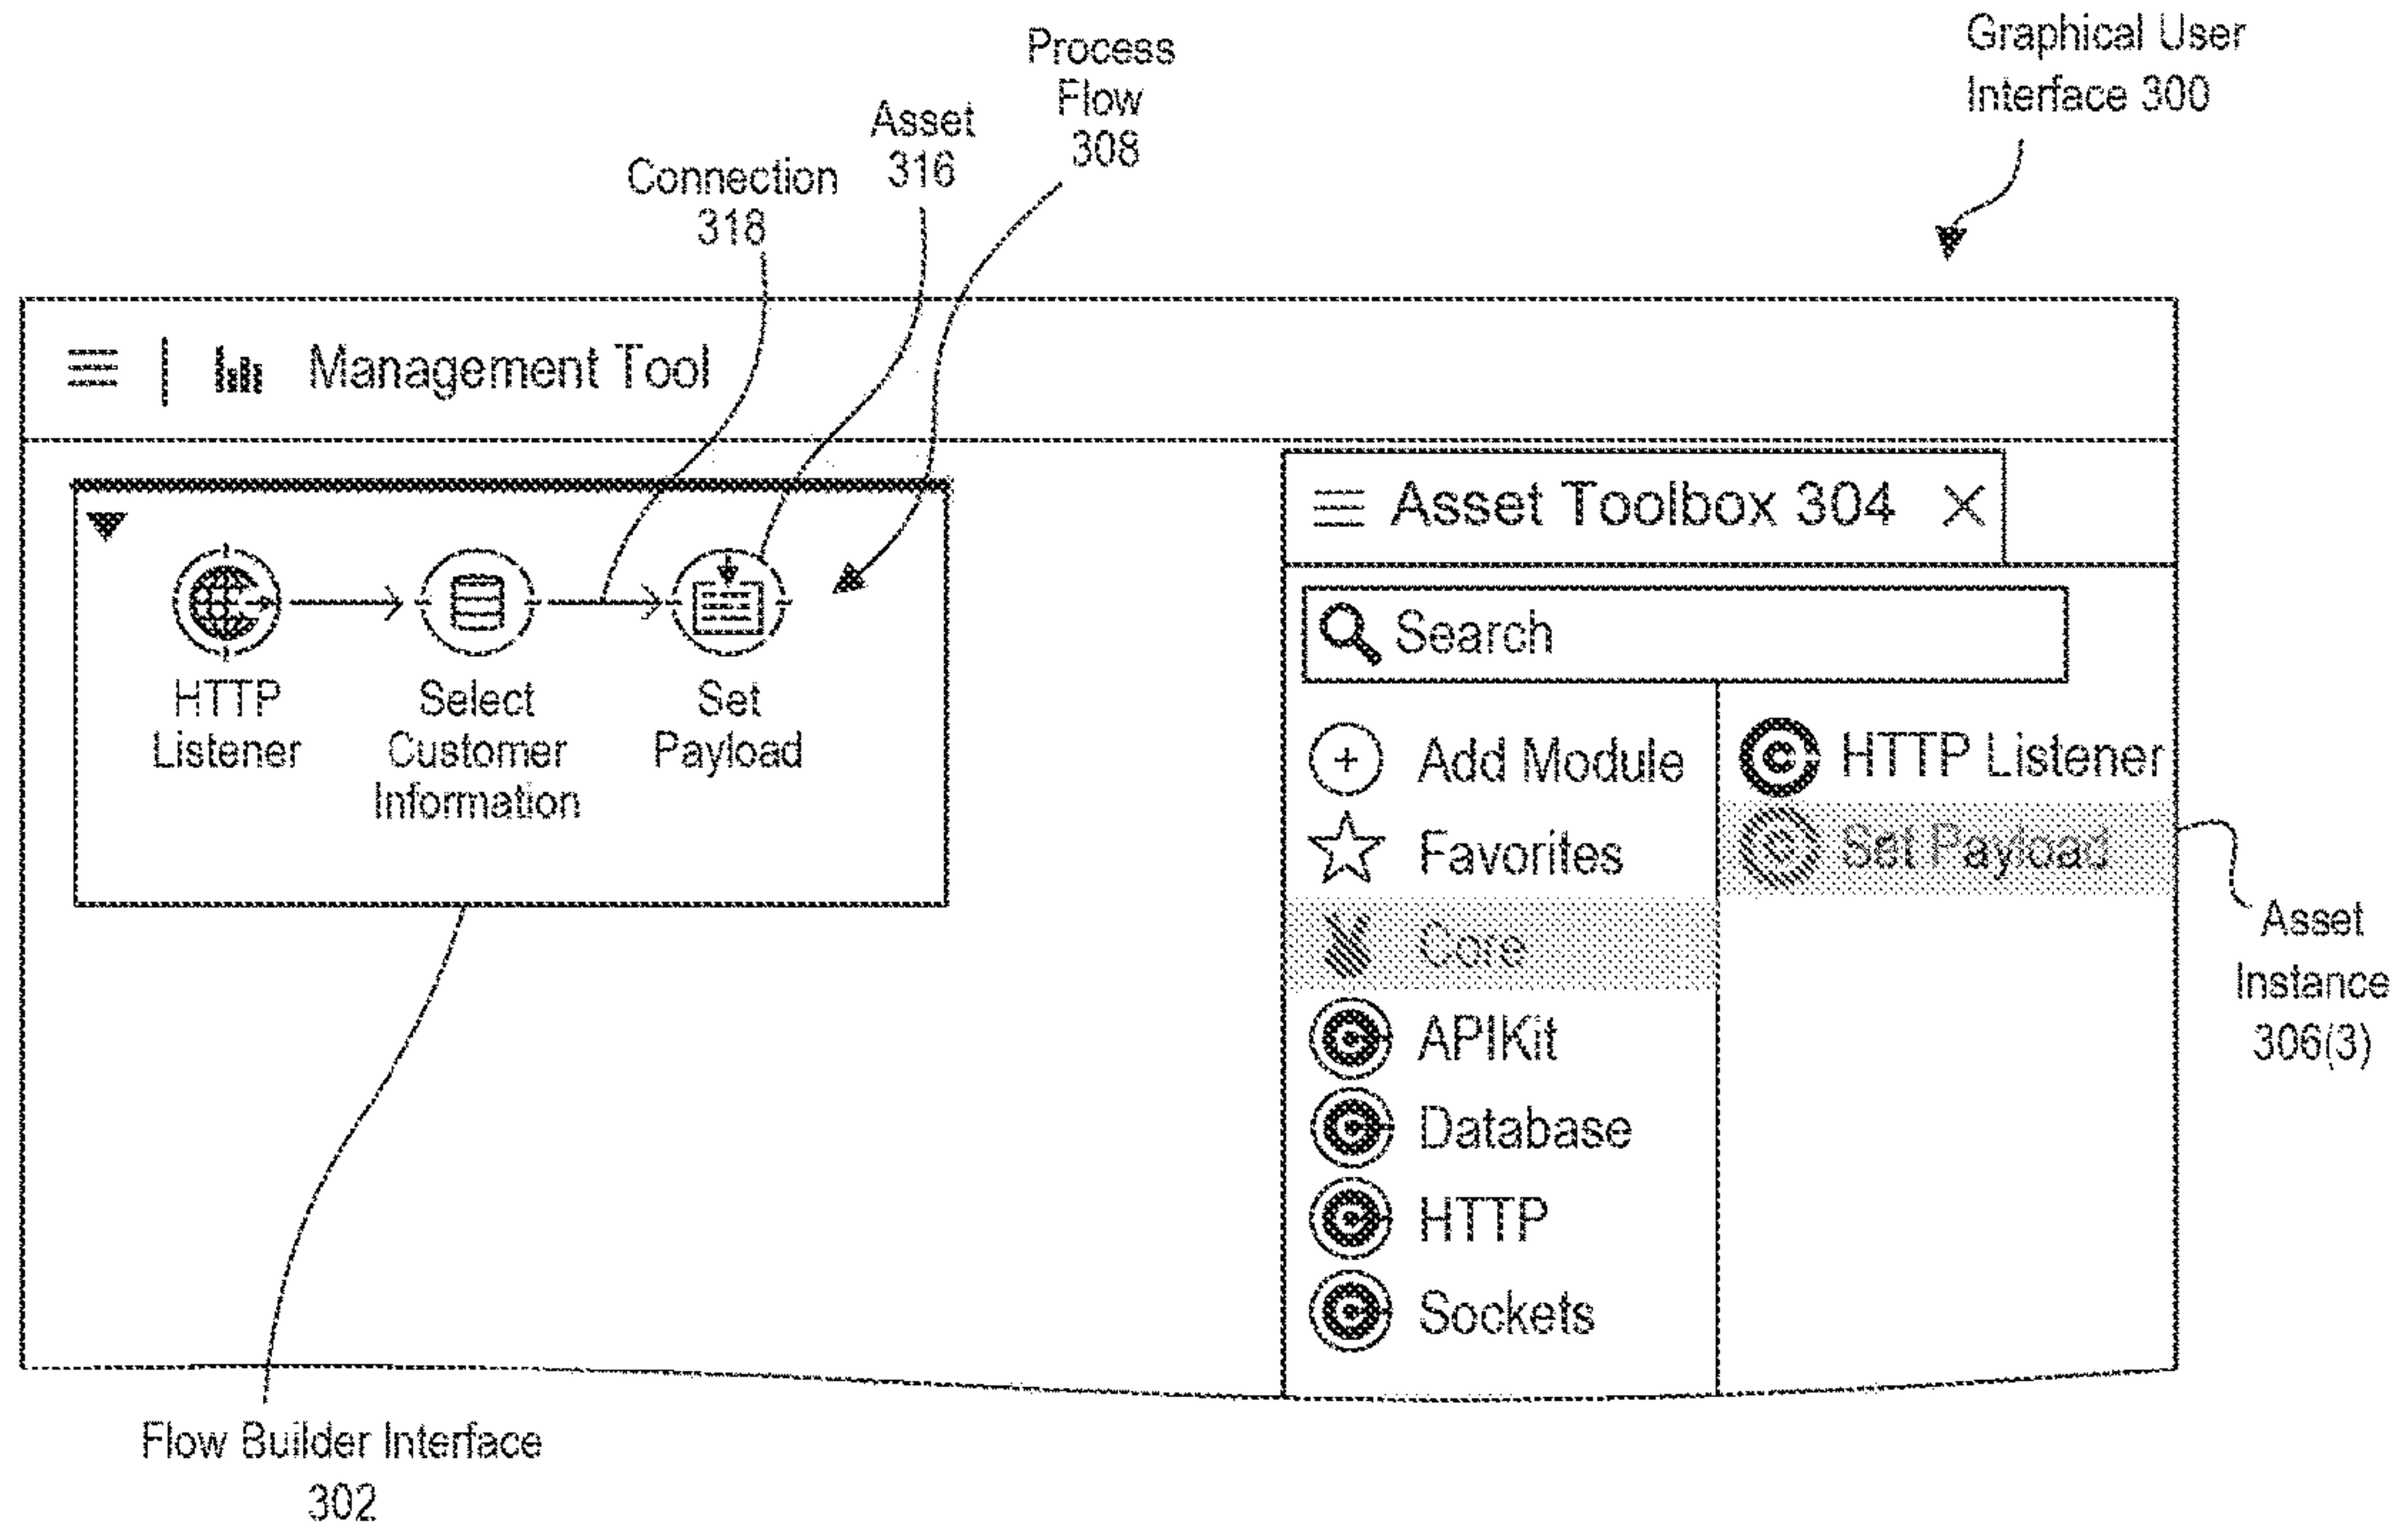 Process
Flow
308
Graphical User
Interface 300
Asset
316
Connection
318
Management Tool
Asset Toolbox 304
HTTP
Listener
Select
Customer
Information
Set
Payload
Search
Add Module
Favorites
Core
APIKit
Database
HTTP
Sockets
HTTP Listener
Set Payload
Asset
Instance
306(3)
Flow Builder Interface
302